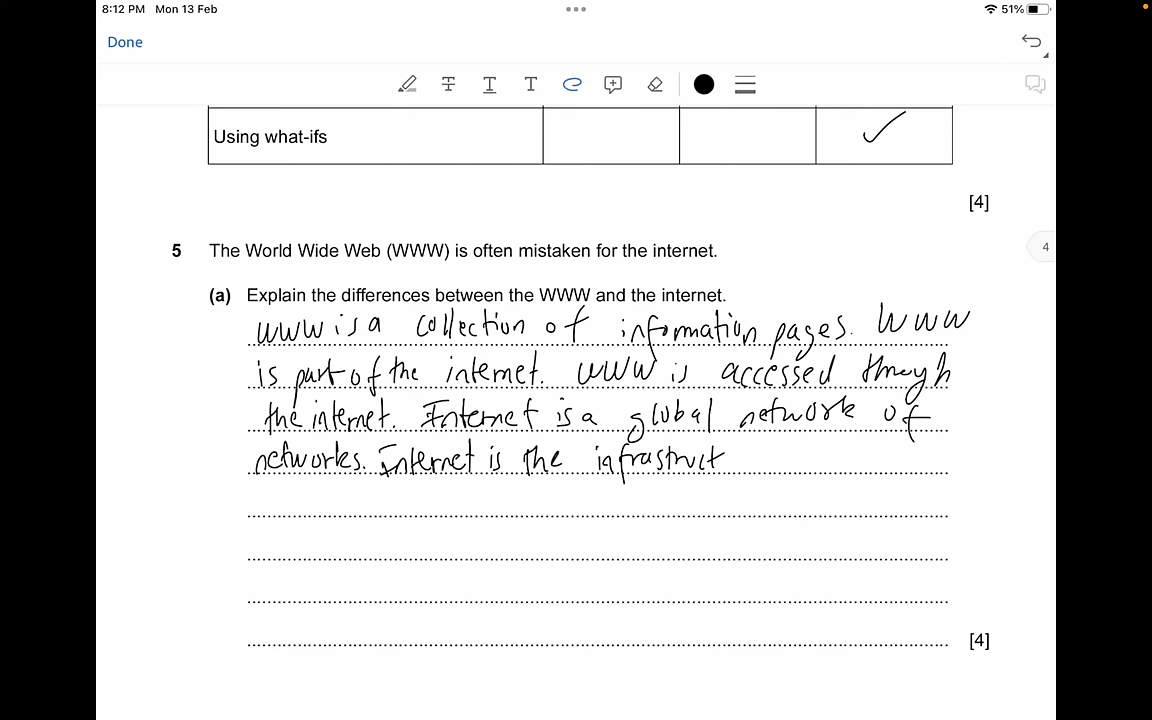 8:12 PM Mon 13 Feb
51%
Done
T T T
Using what-ifs
[4]
4
5 The World Wide Web (WWW) is often mistaken for the internet.
(a) Explain the differences between the WWW and the internet.
WWW is a collection of information pages. WWW
is part of the internet. WWW is accessed through
the internet. Internet is a global network of
networks. Internet is the infrastruct
[4]